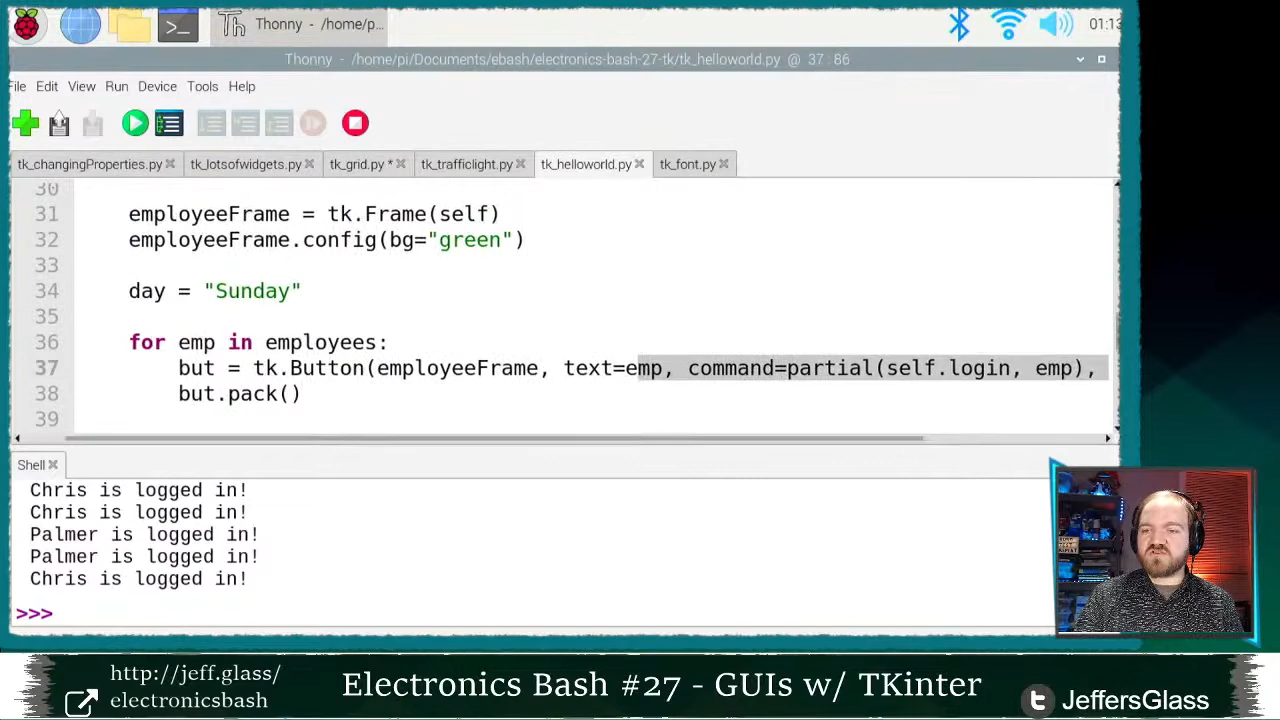 Thonny - /home/p...
01:13
Thonny - /home/pi/Documents/ebash/electronics-bash-27-tk/tk_helloworld.py @ 37 : 86
File Edit View Run Device Tools Help
tk_changingProperties.py tk_lotsofwidgets.py tk_grid.py * tk_trafficlight.py tk_helloworld.py tk_font.py
30
31 employeeFrame = tk.Frame(self)
32 employeeFrame.config(bg="green")
33
34 day = "Sunday"
35
36 for emp in employees:
37 but = tk.Button(employeeFrame, text=emp, command=partial(self.login, emp),
38 but.pack()
39
Shell
Chris is logged in!
Chris is logged in!
Palmer is logged in!
Palmer is logged in!
Chris is logged in!
>>>
http://jeff.glass/
electronicsbash
Electronics Bash #27 - GUIs w/ TKinter
JeffersGlass